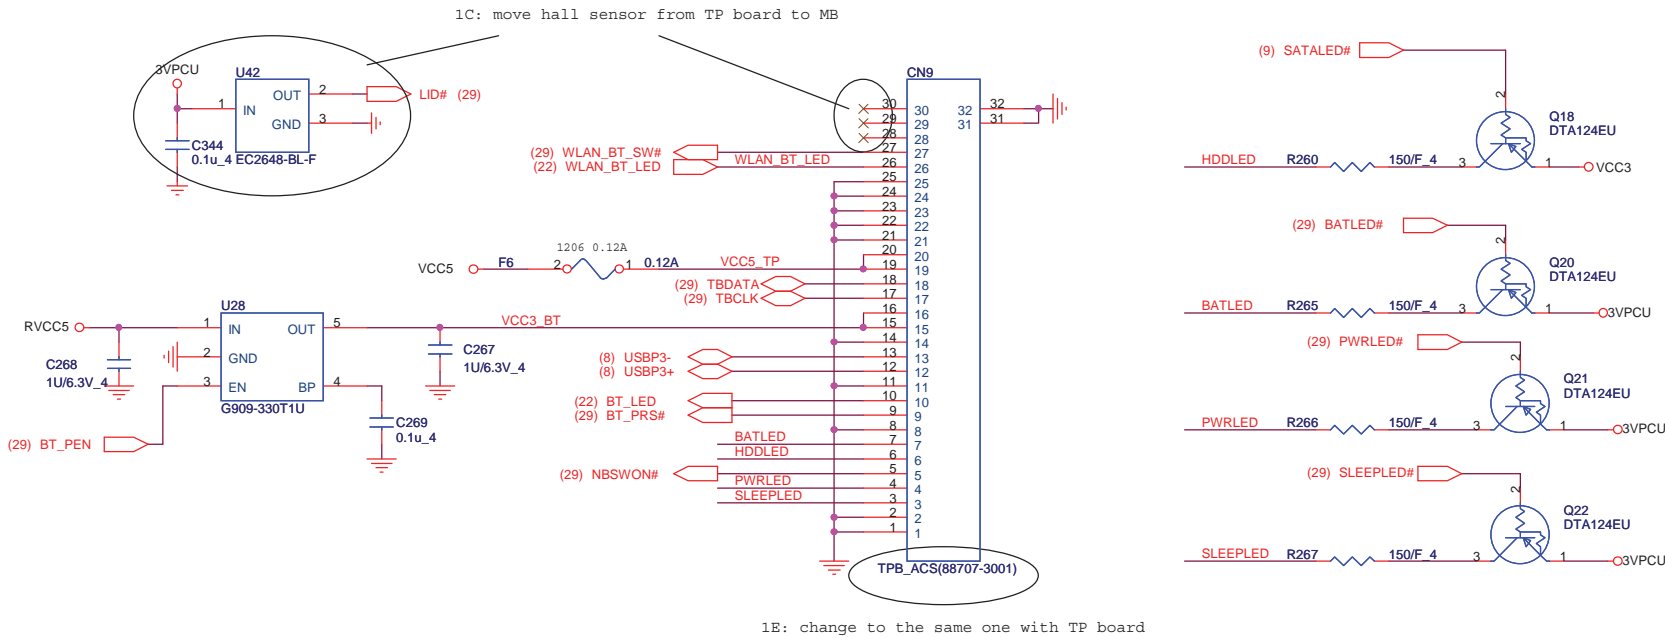 1C: move hall sensor from TP board to MB
3VPCU
U42
1 IN
OUT 2
GND 3
LID# (29)
C344
0.1u_4
EC2648-BL-F
CN9
30 30
29 29
28 28
27 27
26 26
25 25
24 24
23 23
22 22
21 21
20 20
19 19
18 18
17 17
16 16
15 15
14 14
13 13
12 12
11 11
10 10
9 9
8 8
7 7
6 6
5 5
4 4
3 3
2 2
1 1
32 32
31 31
(29) WLAN_BT_SW#
(22) WLAN_BT_LED
WLAN_BT_LED
1206 0.12A
VCC5
F6
2
1
0.12A
VCC5_TP
(29) TBDATA
(29) TBCLK
U28
RVCC5
1 IN
OUT 5
2 GND
3 EN
BP 4
VCC3_BT
C268
1U/6.3V_4
C267
1U/6.3V_4
G909-330T1U
C269
0.1u_4
(29) BT_PEN
(8) USBP3-
(8) USBP3+
(22) BT_LED
(29) BT_PRS#
BATLED
HDDLED
(29) NBSWON#
PWRLED
SLEEPLED
TPB_ACS(88707-3001)
1E: change to the same one with TP board
(9) SATALED#
2
Q18
DTA124EU
HDDLED
R260
150/F_4
3
1
VCC3
(29) BATLED#
2
Q20
DTA124EU
BATLED
R265
150/F_4
3
1
3VPCU
(29) PWRLED#
2
Q21
DTA124EU
PWRLED
R266
150/F_4
3
1
3VPCU
(29) SLEEPLED#
2
Q22
DTA124EU
SLEEPLED
R267
150/F_4
3
1
3VPCU